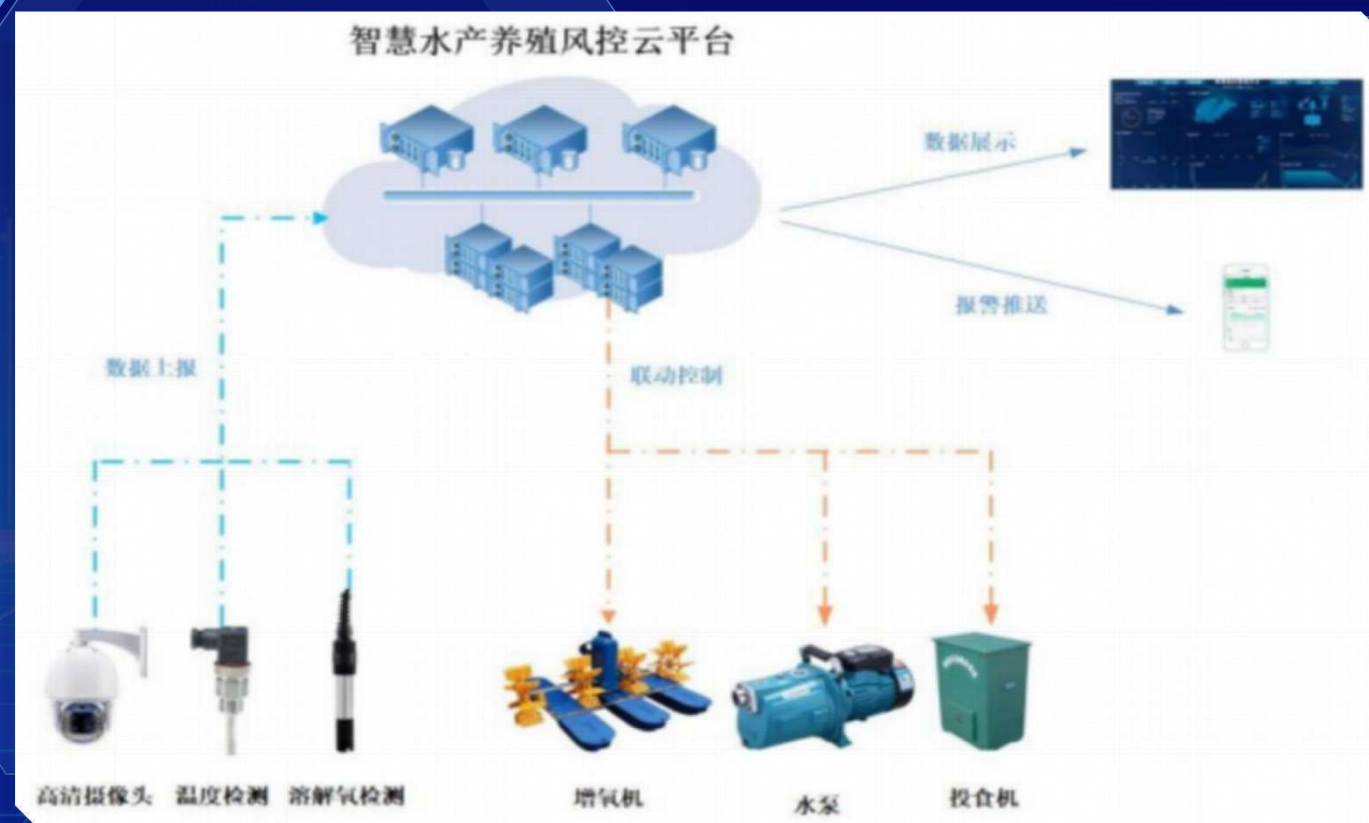 智慧水产养殖风控云平台
数据展示
报警推送
数据上报
联动控制
高清摄像头
温度检测
溶解氧检测
增氧机
水泵
投食机